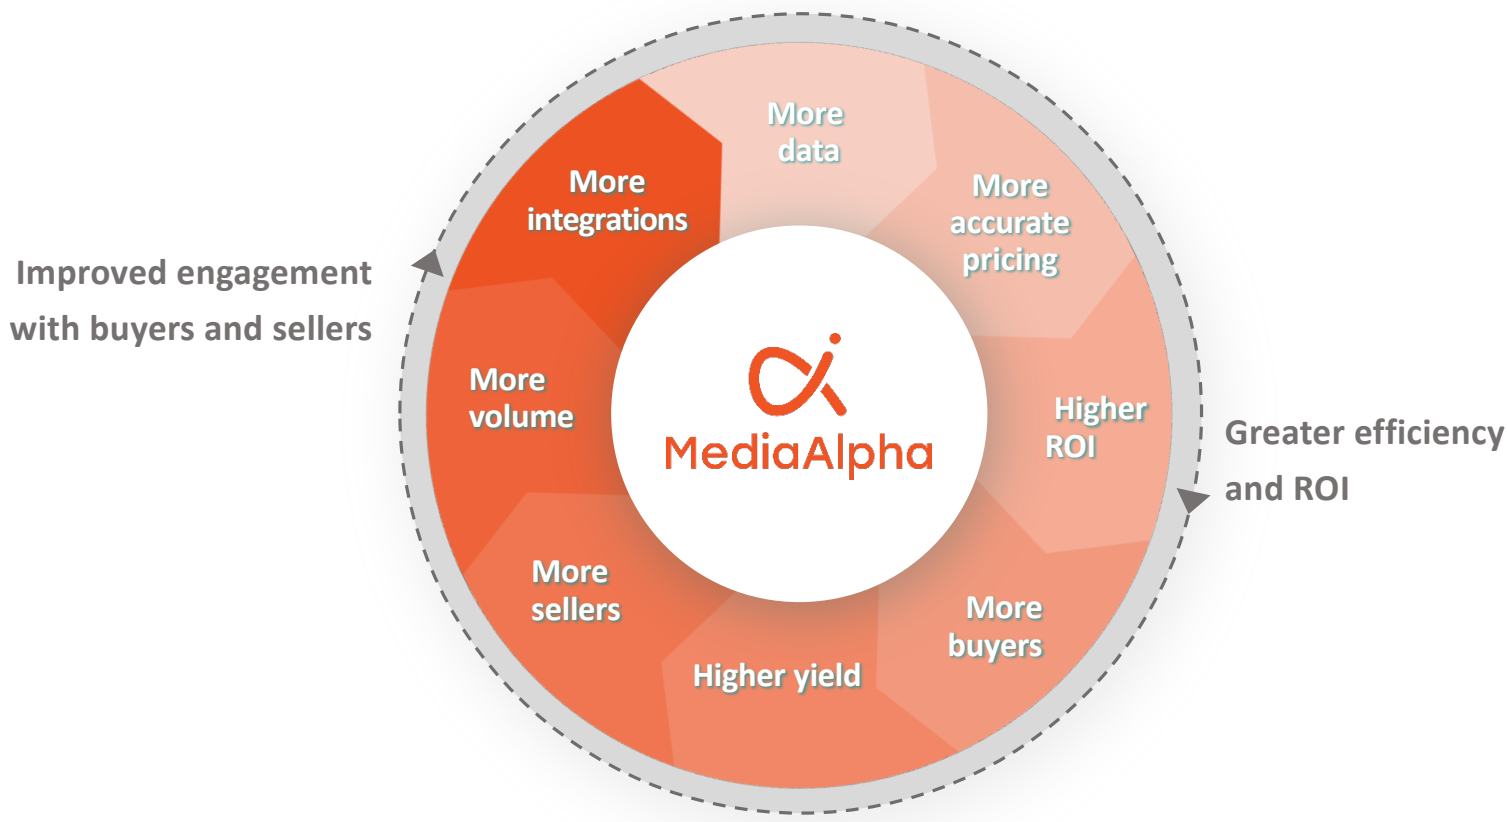 More
data
More
accurate
pricing
Higher
ROI
More
buyers
Higher yield
More
sellers
More
volume
More
integrations
MediaAlpha
Improved engagement
with buyers and sellers
Greater efficiency
and ROI